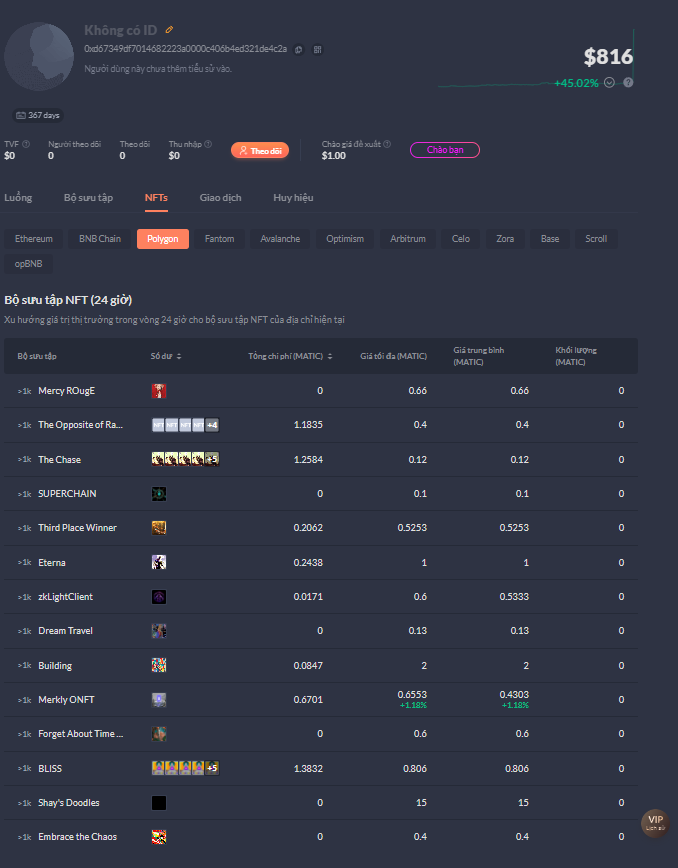 Không có ID
0xd67349df7014682223a0000c406b4ed321de4c2a
Người dùng này chưa thêm tiểu sử vào.
$816
+45.02%
367 days
TVF Người theo dõi Theo dõi Thu nhập Chào giá đề xuất
$0 0 0 $0 Theo dõi $1.00 Chào bạn
Luồng Bộ sưu tập NFTs Giao dịch Huy hiệu
Ethereum BNB Chain Polygon Fantom Avalanche Optimism Arbitrum Celo Zora Base Scroll
opBNB
Bộ sưu tập NFT (24 giờ)
Xu hướng giá trị thị trường trong vòng 24 giờ cho bộ sưu tập NFT của địa chỉ hiện tại
Bộ sưu tập Số dư Tổng chi phí (MATIC) Giá tối đa (MATIC) Giá trung bình (MATIC) Khối lượng (MATIC)
>1k Mercy ROugE 0 0.66 0.66 0
>1k The Opposite of Ra... +4 1.1835 0.4 0.4 0
>1k The Chase +5 1.2584 0.12 0.12 0
>1k SUPERCHAIN 0 0.1 0.1 0
>1k Third Place Winner 0.2062 0.5253 0.5253 0
>1k Eterna 0.2438 1 1 0
>1k zkLightClient 0.0171 0.6 0.5333 0
>1k Dream Travel 0 0.13 0.13 0
>1k Building 0.0847 2 2 0
>1k Merkly ONFT 0.6701 0.6553 0.4303 0
+1.18% +1.18%
>1k Forget About Time ... 0 0.6 0.6 0
>1k BLISS +5 1.3832 0.806 0.806 0
>1k Shay's Doodles 0 15 15 0
>1k Embrace the Chaos 0 0.4 0.4 0
VIP
Lịch sử